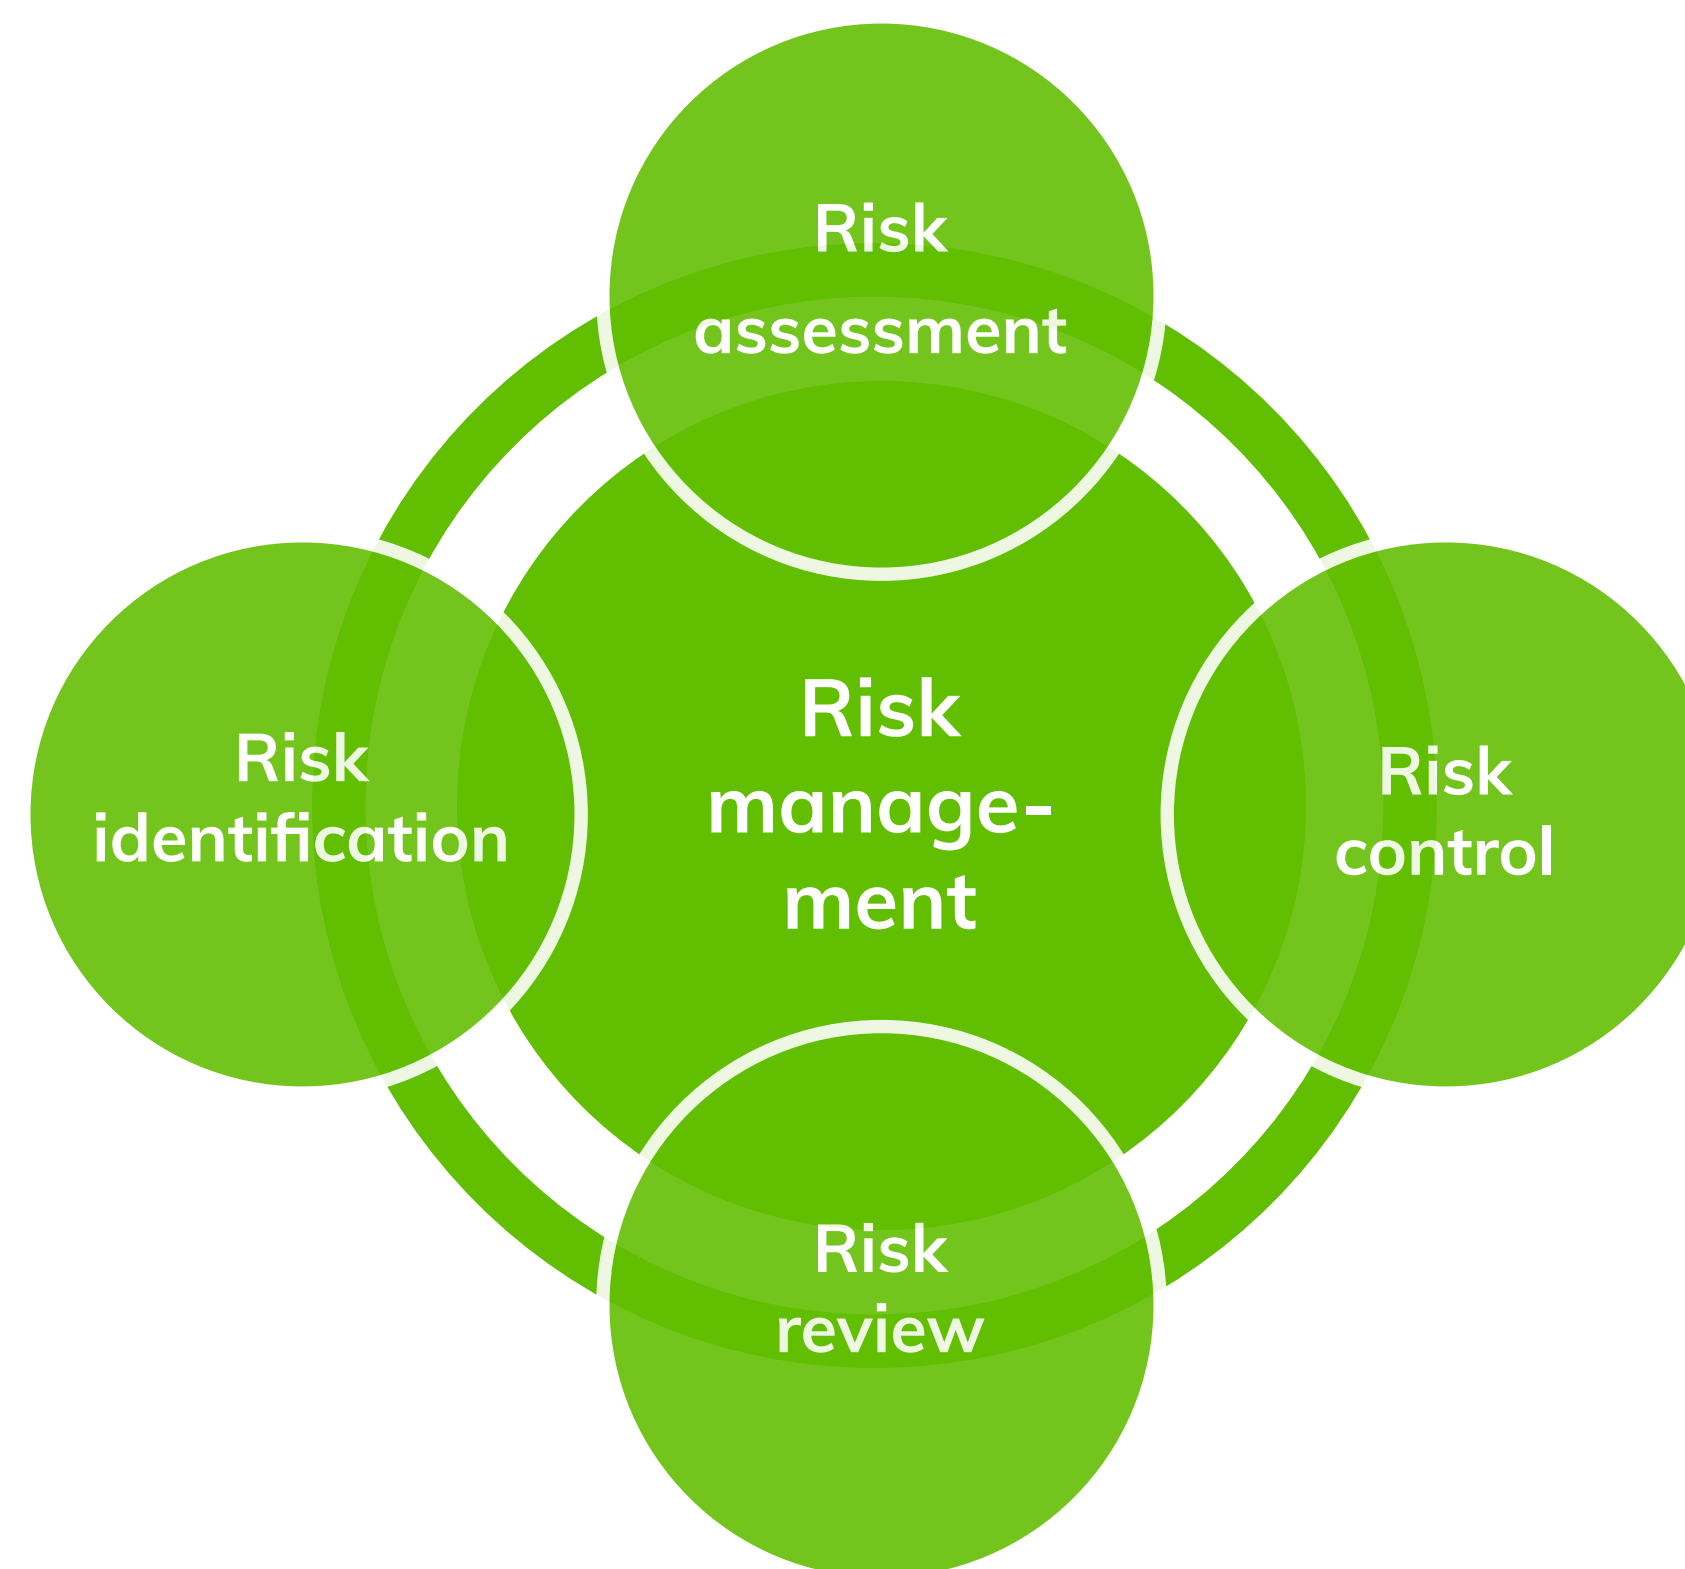 Risk
assessment
Risk
identification
Risk
manage-
ment
Risk
control
Risk
review